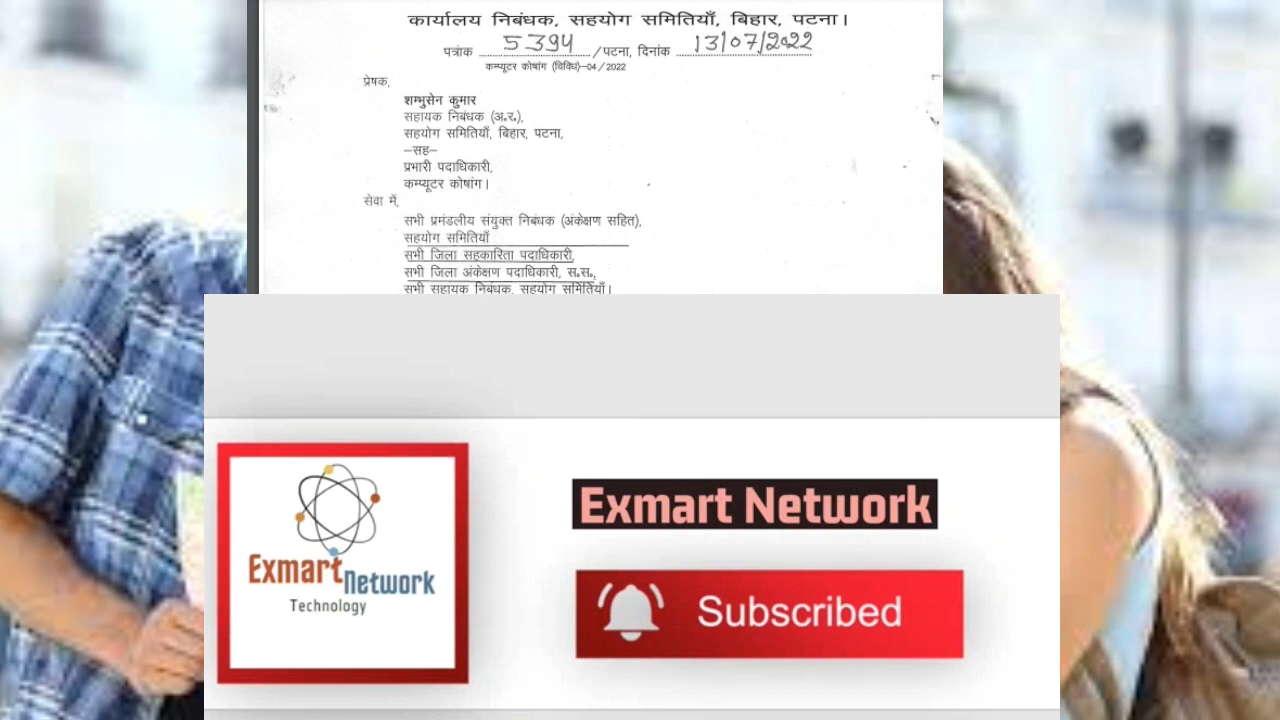 कार्यालय निबंधक, सहयोग समितियाँ, बिहार, पटना।
पत्रांक 5394 /पटना, दिनांक 13/07/2022
कम्प्यूटर कोषांग (विविध)–04/2022
प्रेषक,
शम्भुसेन कुमार
सहायक निबंधक (अ.र.),
सहयोग समितियाँ, बिहार, पटना,
–सह–
प्रभारी पदाधिकारी,
कम्प्यूटर कोषांग।
सेवा में,
सभी प्रमंडलीय संयुक्त निबंधक (अंकेक्षण सहित),
सहयोग समितियाँ
सभी जिला सहकारिता पदाधिकारी,
सभी जिला अंकेक्षण पदाधिकारी, स.स.,
सभी सहायक निबंधक, सहयोग समितियाँ।
Exmart Network
Technology
Exmart Network
Subscribed